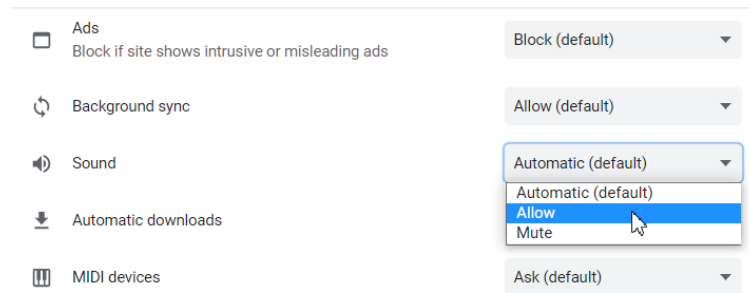 Ads
Block if site shows intrusive or misleading ads
Block (default)
Background sync
Allow (default)
Sound
Automatic (default)
Automatic (default)
Allow
Mute
Automatic downloads
MIDI devices
Ask (default)